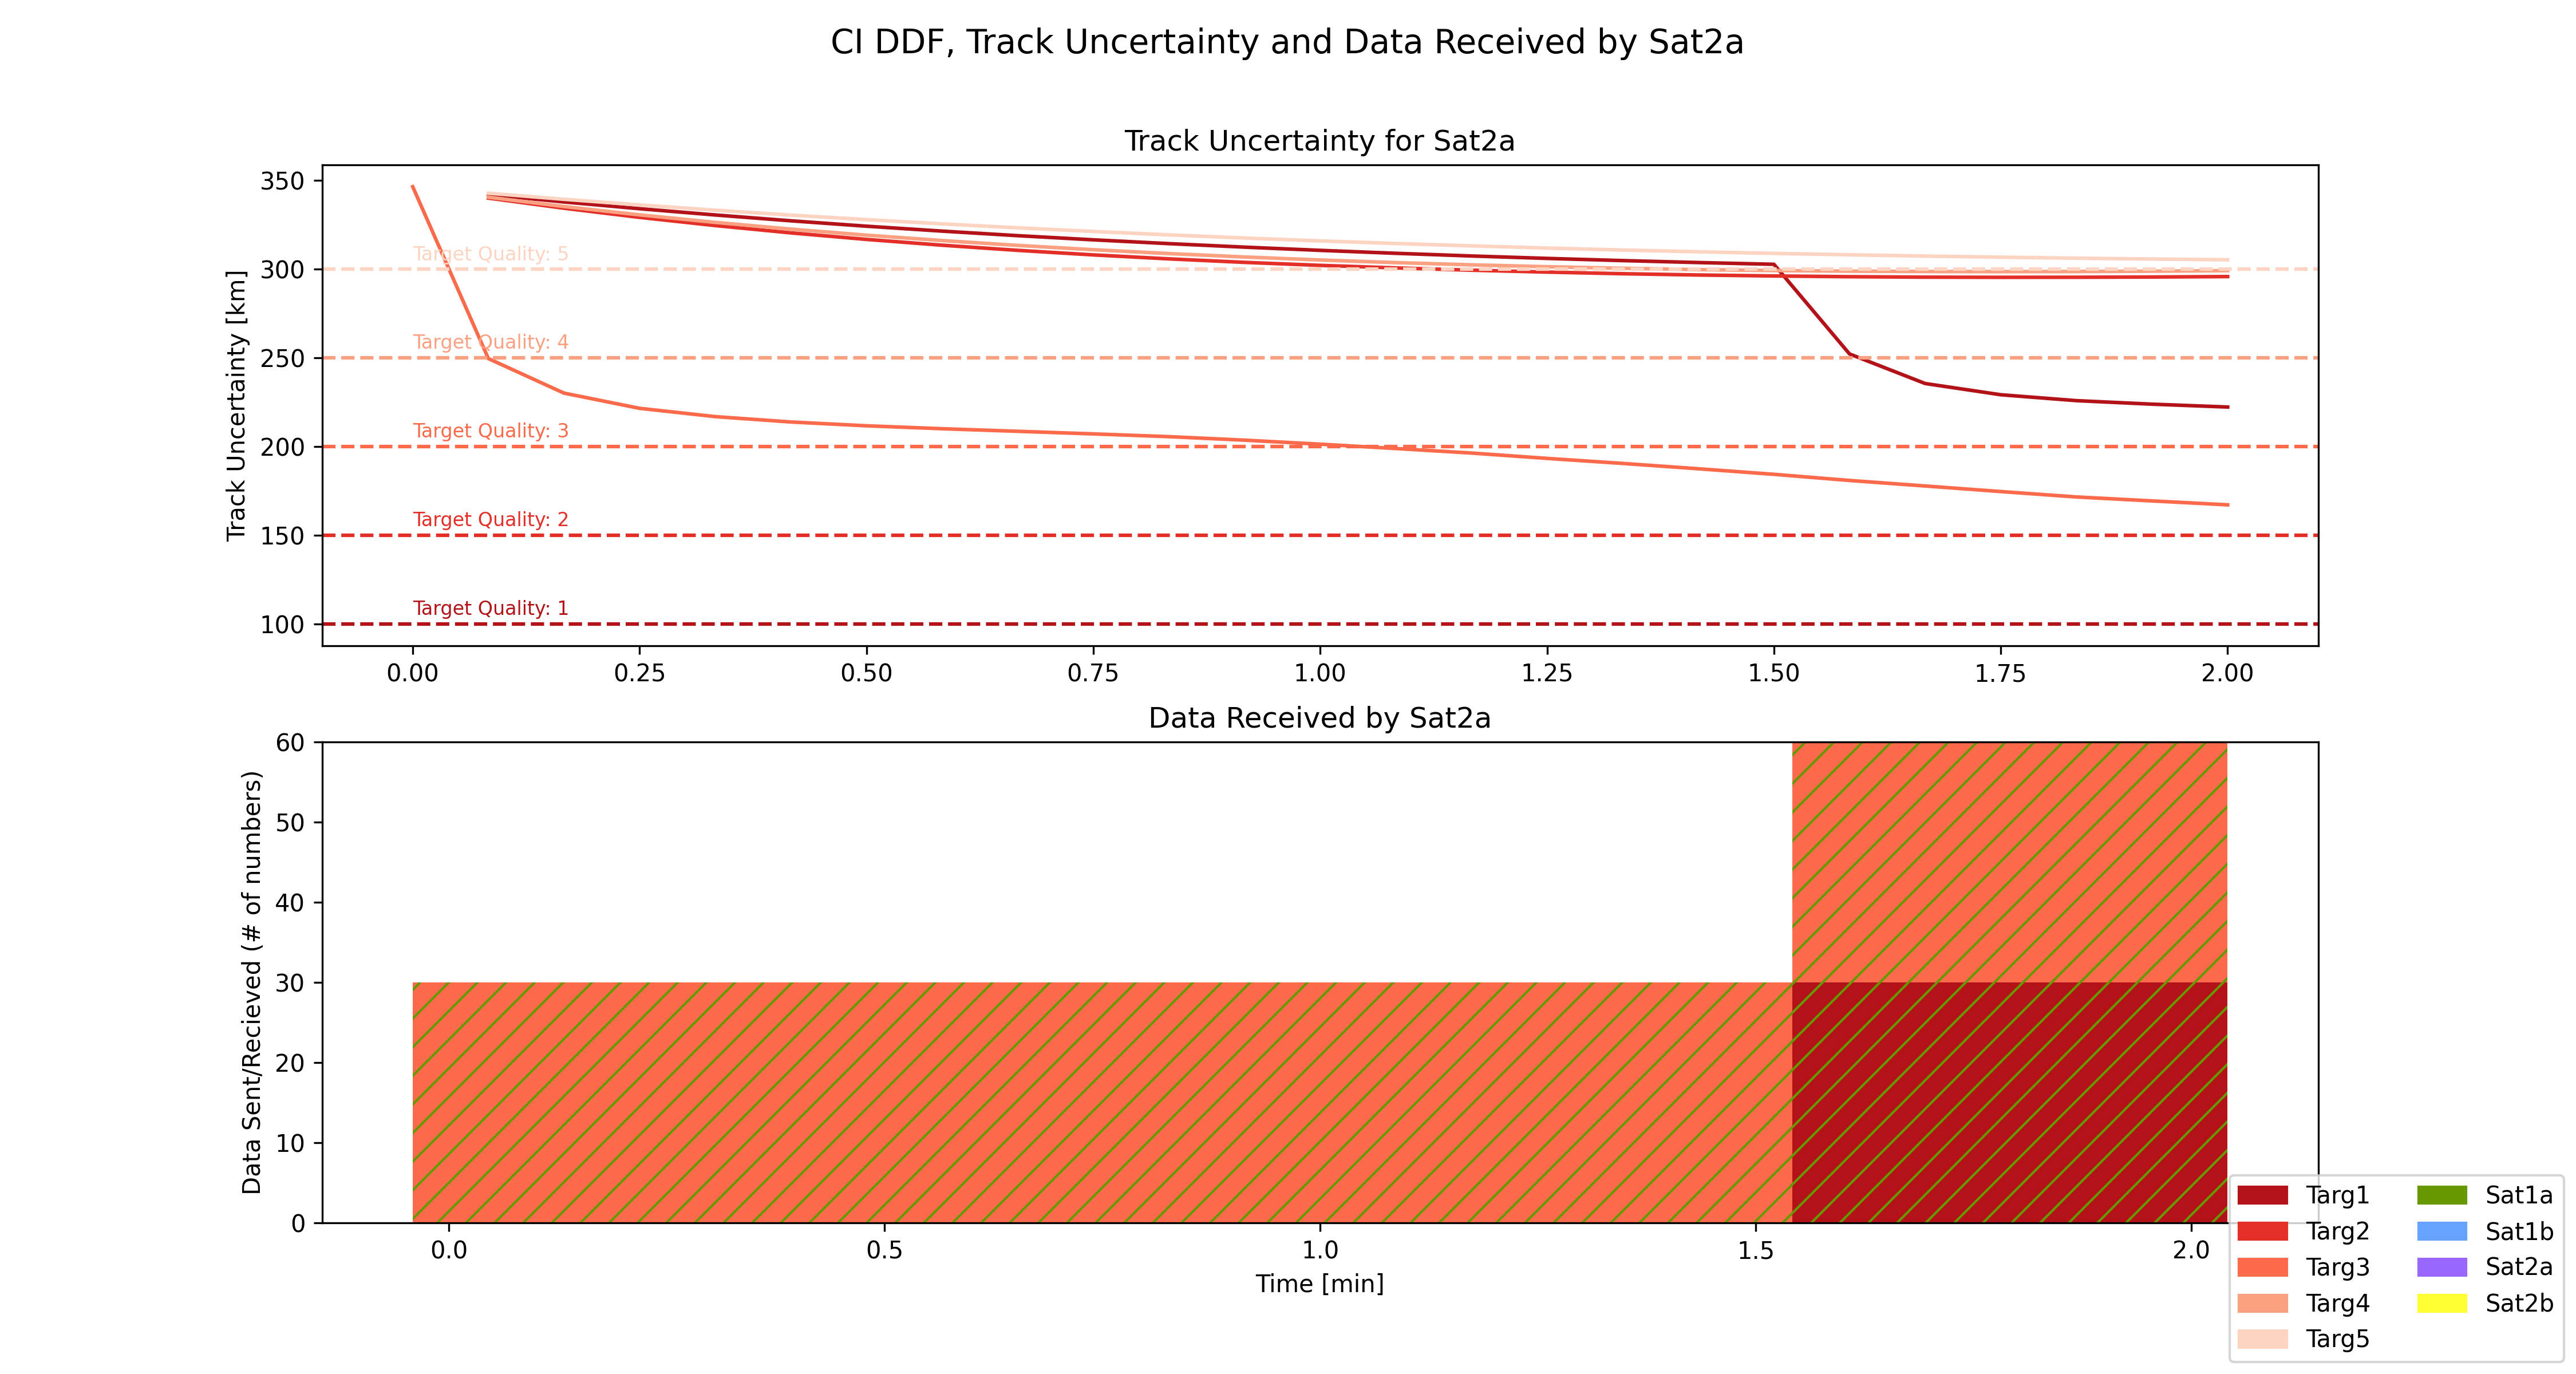 CI DDF, Track Uncertainty and Data Received by Sat2a
Track Uncertainty for Sat2a
Track Uncertainty [km]
350
300
250
200
150
100
Target Quality: 5
Target Quality: 4
Target Quality: 3
Target Quality: 2
Target Quality: 1
0.00 0.25 0.50 0.75 1.00 1.25 1.50 1.75 2.00
Data Received by Sat2a
Data Sent/Recieved (# of numbers)
60
50
40
30
20
10
0
0.0 0.5 1.0 1.5 2.0
Time [min]
Targ1 Sat1a
Targ2 Sat1b
Targ3 Sat2a
Targ4 Sat2b
Targ5